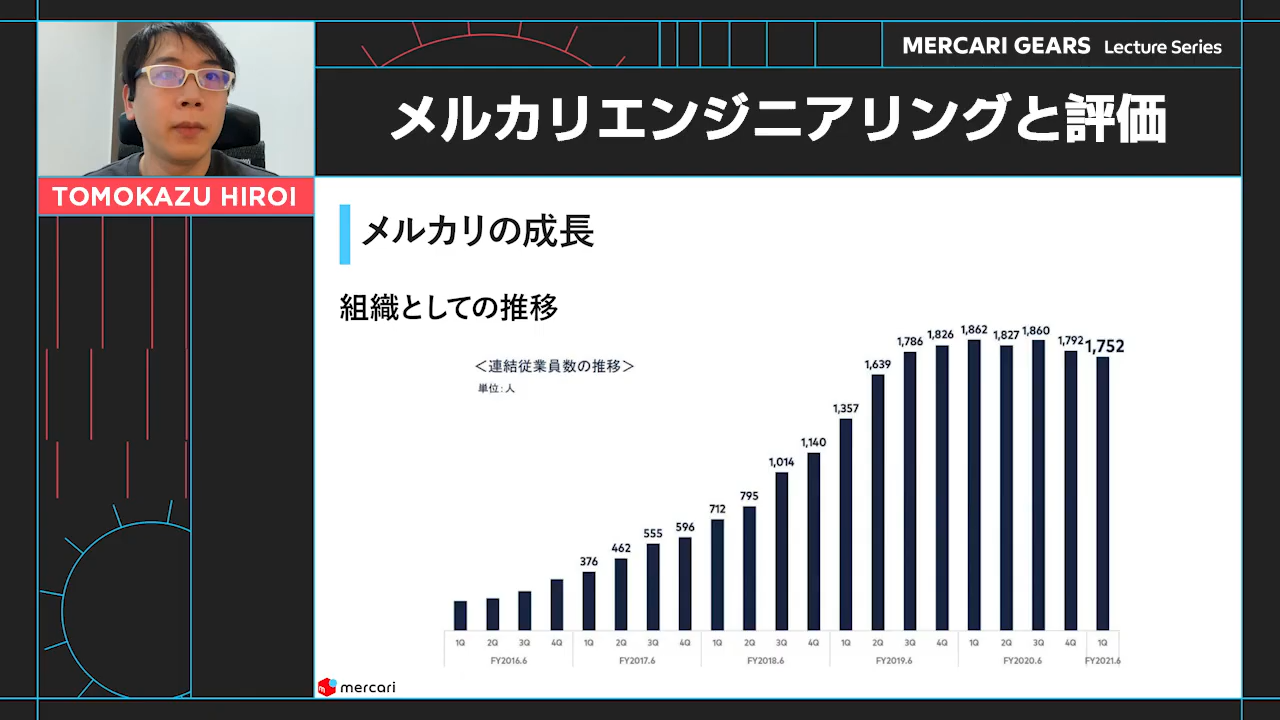 MERCARI GEARS Lecture Series
メルカリエンジニアリングと評価
TOMOKAZU HIROI
メルカリの成長
組織としての推移
<連結従業員数の推移>
単位：人
376 462 555 596 712 795 1,014 1,140 1,357 1,639 1,786 1,826 1,862 1,827 1,860 1,792 1,752
1Q 2Q 3Q 4Q 1Q 2Q 3Q 4Q 1Q 2Q 3Q 4Q 1Q 2Q 3Q 4Q 1Q 2Q 3Q 4Q 1Q
FY2016.6 FY2017.6 FY2018.6 FY2019.6 FY2020.6 FY2021.6
mercari